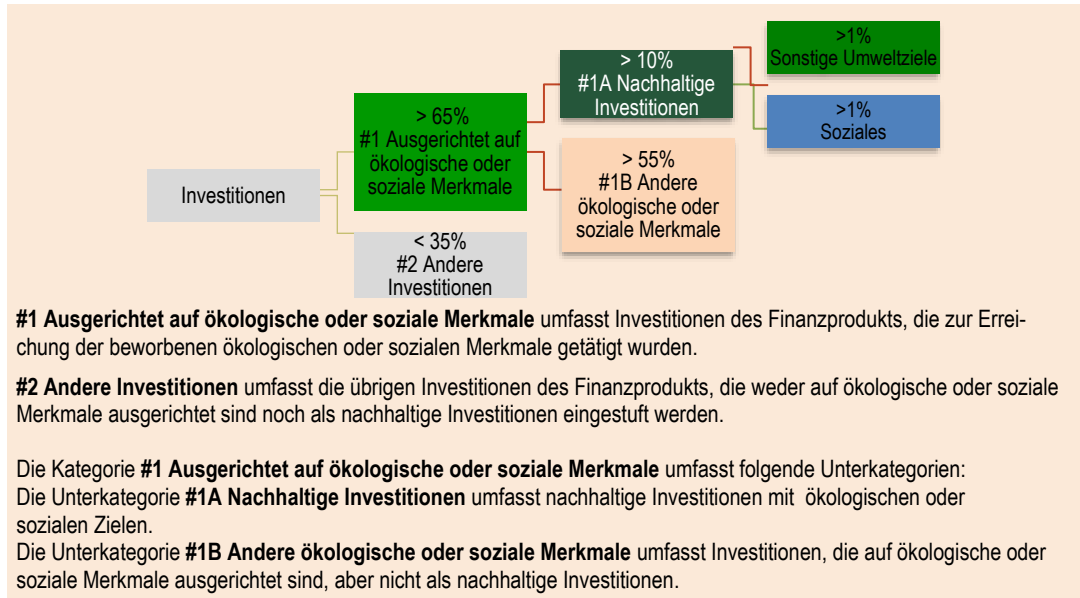 >1%
Sonstige Umweltziele
> 10%
#1A Nachhaltige
Investitionen
>1%
Soziales
> 65%
#1 Ausgerichtet auf
ökologische oder
soziale Merkmale
> 55%
#1B Andere
ökologische oder
soziale Merkmale
Investitionen
< 35%
#2 Andere
Investitionen
#1 Ausgerichtet auf ökologische oder soziale Merkmale umfasst Investitionen des Finanzprodukts, die zur Errei-
chung der beworbenen ökologischen oder sozialen Merkmale getätigt wurden.
#2 Andere Investitionen umfasst die übrigen Investitionen des Finanzprodukts, die weder auf ökologische oder soziale
Merkmale ausgerichtet sind noch als nachhaltige Investitionen eingestuft werden.
Die Kategorie #1 Ausgerichtet auf ökologische oder soziale Merkmale umfasst folgende Unterkategorien:
Die Unterkategorie #1A Nachhaltige Investitionen umfasst nachhaltige Investitionen mit ökologischen oder
sozialen Zielen.
Die Unterkategorie #1B Andere ökologische oder soziale Merkmale umfasst Investitionen, die auf ökologische oder
soziale Merkmale ausgerichtet sind, aber nicht als nachhaltige Investitionen.